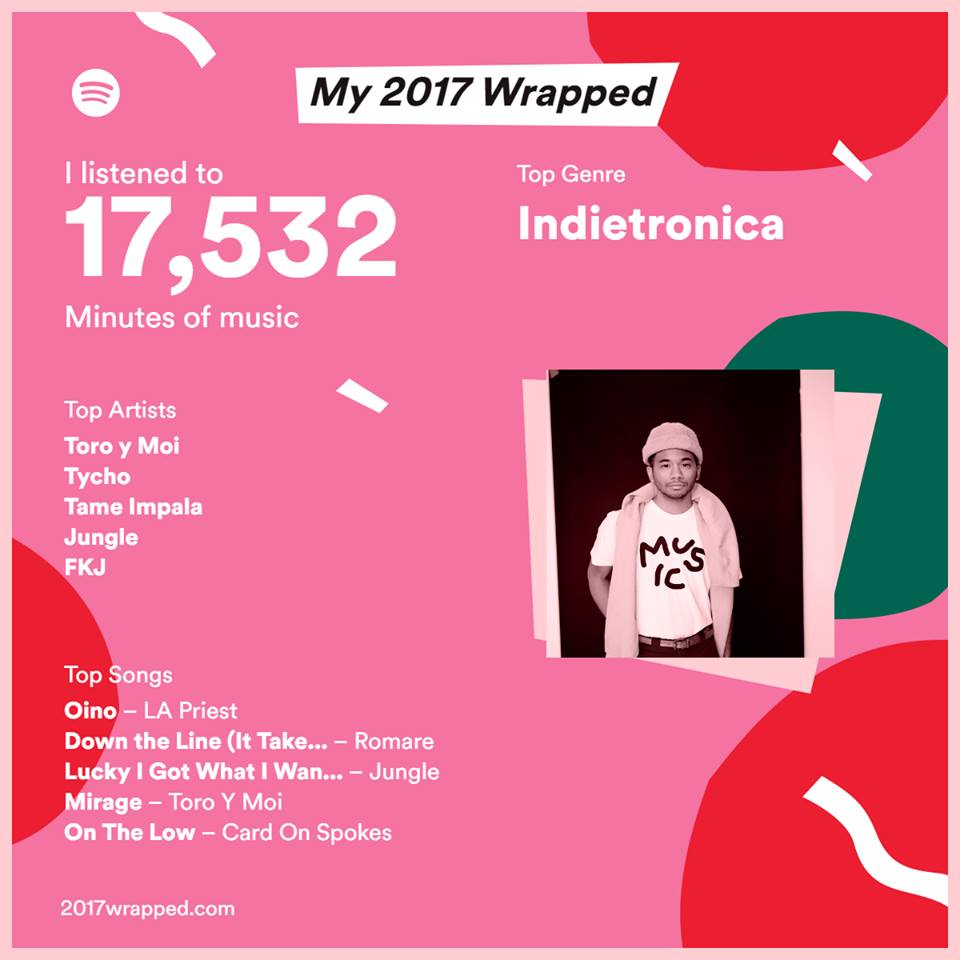 My 2017 Wrapped
I listened to
17,532
Minutes of music
Top Genre
Indietronica
Top Artists
Toro y Moi
Tycho
Tame Impala
Jungle
FKJ
MUS
IC
Top Songs
Oino – LA Priest
Down the Line (It Take... – Romare
Lucky I Got What I Wan... – Jungle
Mirage – Toro Y Moi
On The Low – Card On Spokes
2017wrapped.com